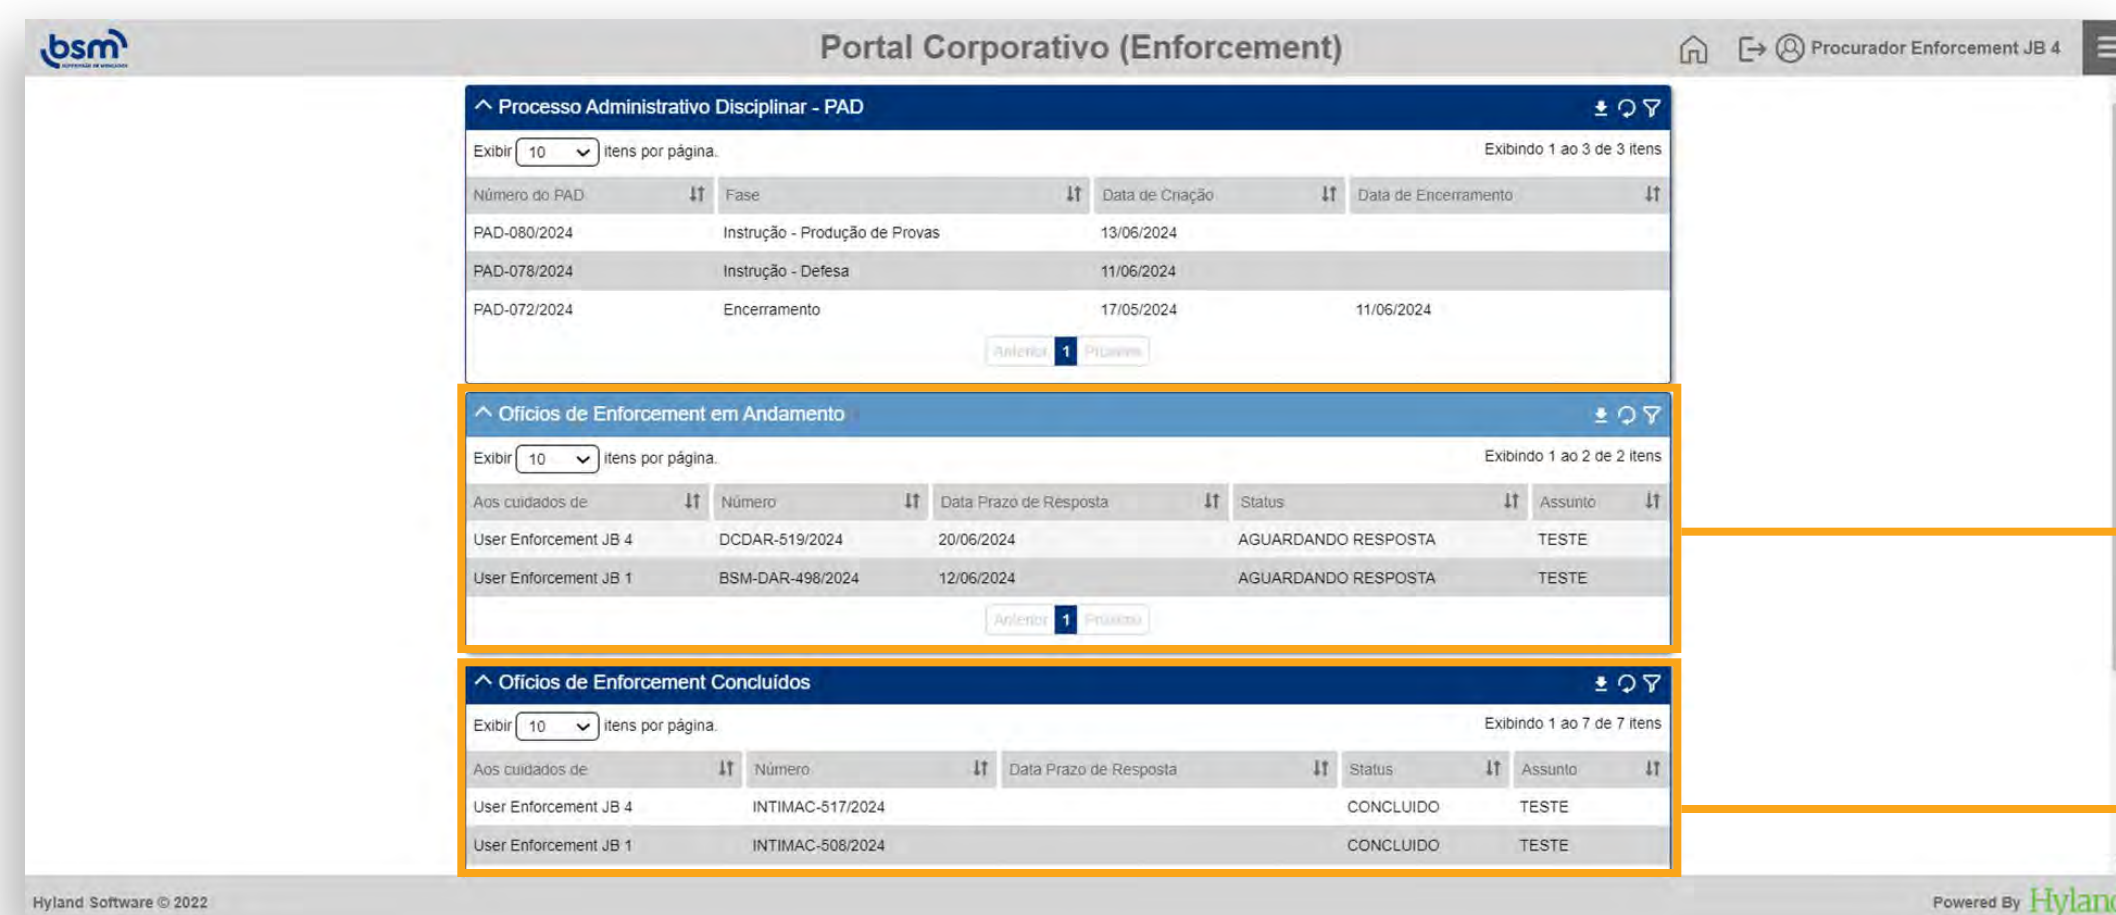 bsm
Portal Corporativo (Enforcement)
Procurador Enforcement JB 4
Processo Administrativo Disciplinar - PAD
Exibir 10 itens por página.
Exibindo 1 ao 3 de 3 itens
Número do PAD Fase Data de Criação Data de Encerramento
PAD-080/2024 Instrução - Produção de Provas 13/06/2024
PAD-078/2024 Instrução - Defesa 11/06/2024
PAD-072/2024 Encerramento 17/05/2024 11/06/2024
Anterior 1 Próximo
Ofícios de Enforcement em Andamento
Exibir 10 itens por página.
Exibindo 1 ao 2 de 2 itens
Aos cuidados de Número Data Prazo de Resposta Status Assunto
User Enforcement JB 4 DCDAR-519/2024 20/06/2024 AGUARDANDO RESPOSTA TESTE
User Enforcement JB 1 BSM-DAR-498/2024 12/06/2024 AGUARDANDO RESPOSTA TESTE
Anterior 1 Próximo
Ofícios de Enforcement Concluídos
Exibir 10 itens por página.
Exibindo 1 ao 7 de 7 itens
Aos cuidados de Número Data Prazo de Resposta Status Assunto
User Enforcement JB 4 INTIMAC-517/2024 CONCLUIDO TESTE
User Enforcement JB 1 INTIMAC-508/2024 CONCLUIDO TESTE
Hyland Software © 2022
Powered By Hyland